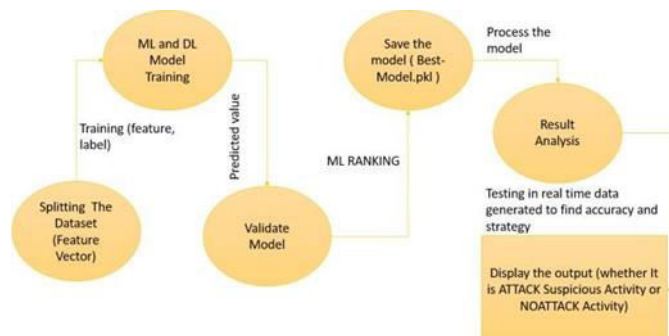 ML and DL
Model
Training
Training (feature,
label)
Splitting The
Dataset
(Feature
Vector)
Predicted value
Validate
Model
ML RANKING
Save the
model ( Best-
Model.pkl )
Process the
model
Result
Analysis
Testing in real time data
generated to find accuracy and
strategy
Display the output (whether It
is ATTACK Suspicious Activity or
NOATTACK Activity)